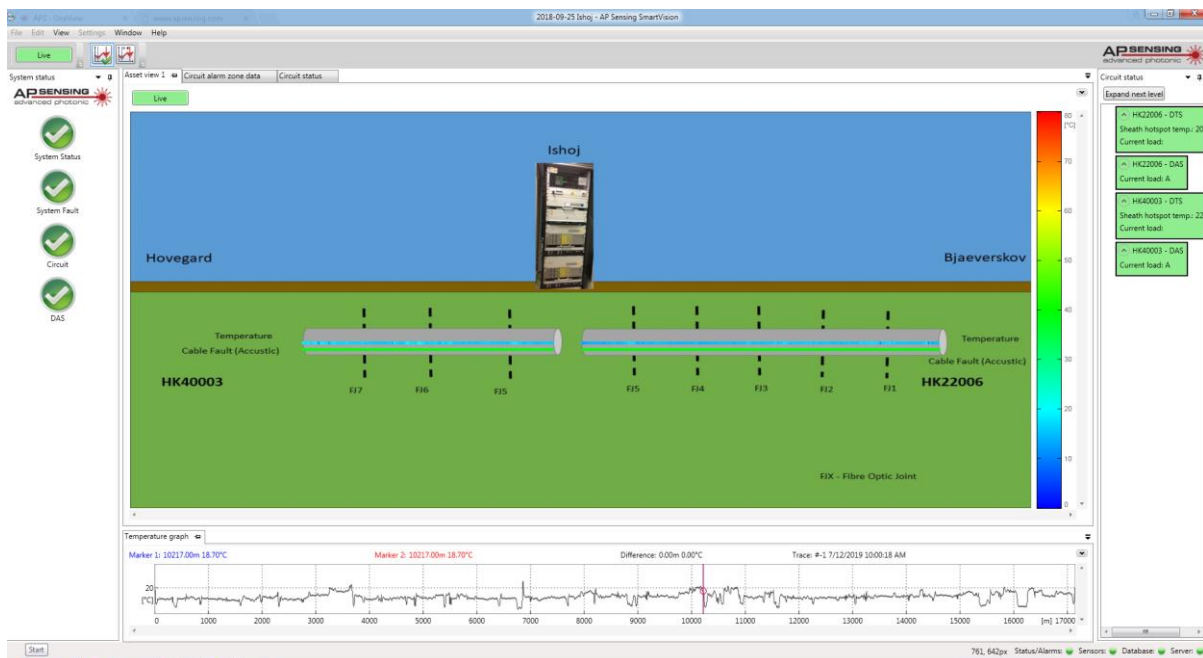 AP1 - OneView
www.apsensing.com
2018-09-25 Ishoj - AP Sensing SmartVision
File Edit View Settings Window Help
Live
AP SENSING
advanced photonic
System status
AP SENSING
advanced photonic
System Status
System Fault
Circuit
DAS
Asset view 1 Circuit alarm zone data Circuit status
Live
Ishoj
Hovegard
Bjaeverskov
Temperature
Cable Fault (Accustic)
HK40003
FJ7 FJ6 FJ5 FJ5 FJ4 FJ3 FJ2 FJ1
Temperature
Cable Fault (Accustic)
HK22006
FJX - Fibre Optic Joint
80
[°C]
70
60
50
40
30
20
10
0
Circuit status
Expand next level
HK22006 - DTS
Sheath hotspot temp.: 20
Current load:
HK22006 - DAS
Current load: A
HK40003 - DTS
Sheath hotspot temp.: 22
Current load:
HK40003 - DAS
Current load: A
Temperature graph
Marker 1: 10217.00m 18.70°C Marker 2: 10217.00m 18.70°C Difference: 0.00m 0.00°C Trace: #-1 7/12/2019 10:00:18 AM
20
[°C]
0 1000 2000 3000 4000 5000 6000 7000 8000 9000 10000 11000 12000 13000 14000 15000 16000 [m] 17000
Start
761, 642px Status/Alarms: Sensors: Database: Server: